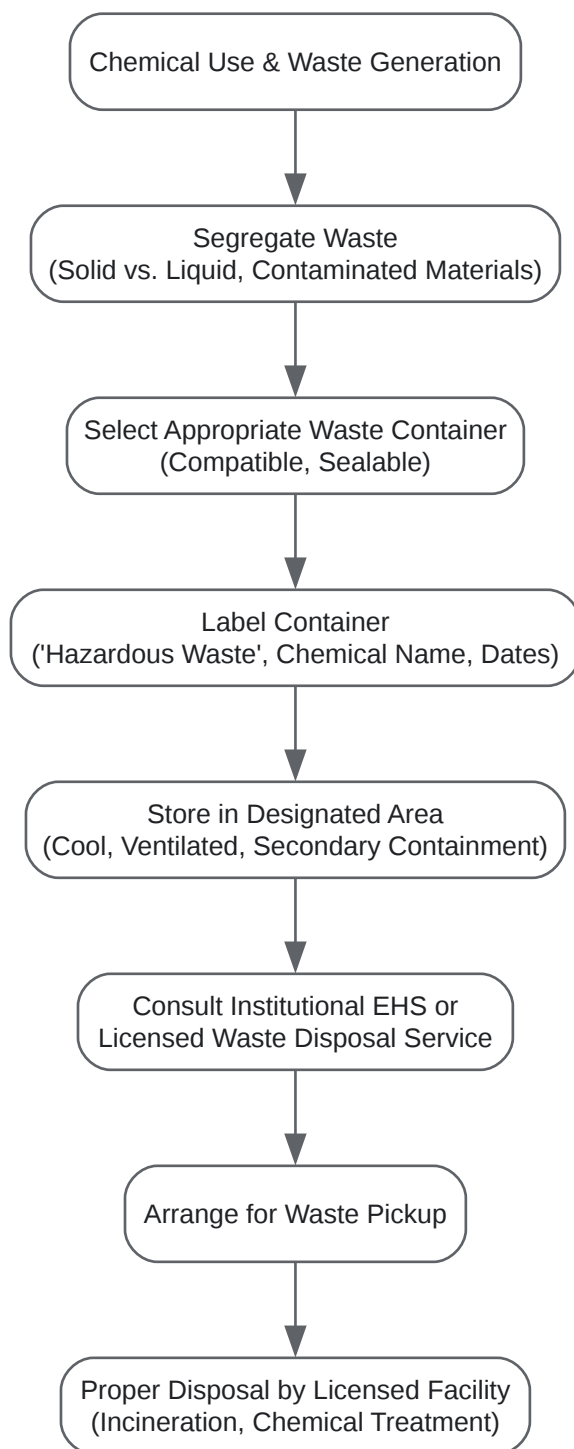 Chemical Use & Waste Generation
Segregate Waste
(Solid vs. Liquid, Contaminated Materials)
Select Appropriate Waste Container
(Compatible, Sealable)
Label Container
('Hazardous Waste', Chemical Name, Dates)
Store in Designated Area
(Cool, Ventilated, Secondary Containment)
Consult Institutional EHS or
Licensed Waste Disposal Service
Arrange for Waste Pickup
Proper Disposal by Licensed Facility
(Incineration, Chemical Treatment)